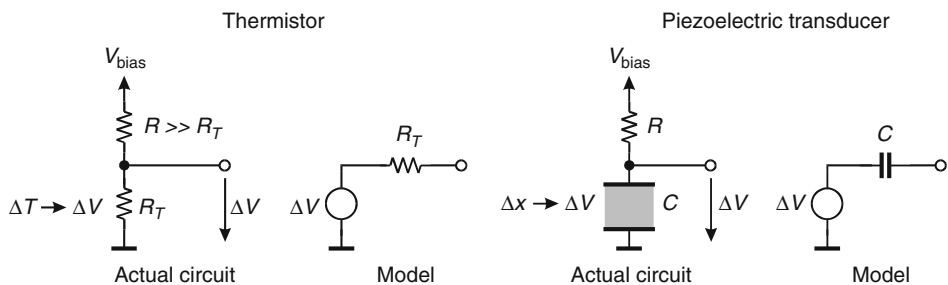 Thermistor
Piezoelectric transducer
V_bias
R >> R_T
R_T
ΔT → ΔV
R_T
ΔV
ΔV
V_bias
R
C
Δx → ΔV
C
ΔV
ΔV
Actual circuit
Model
Actual circuit
Model